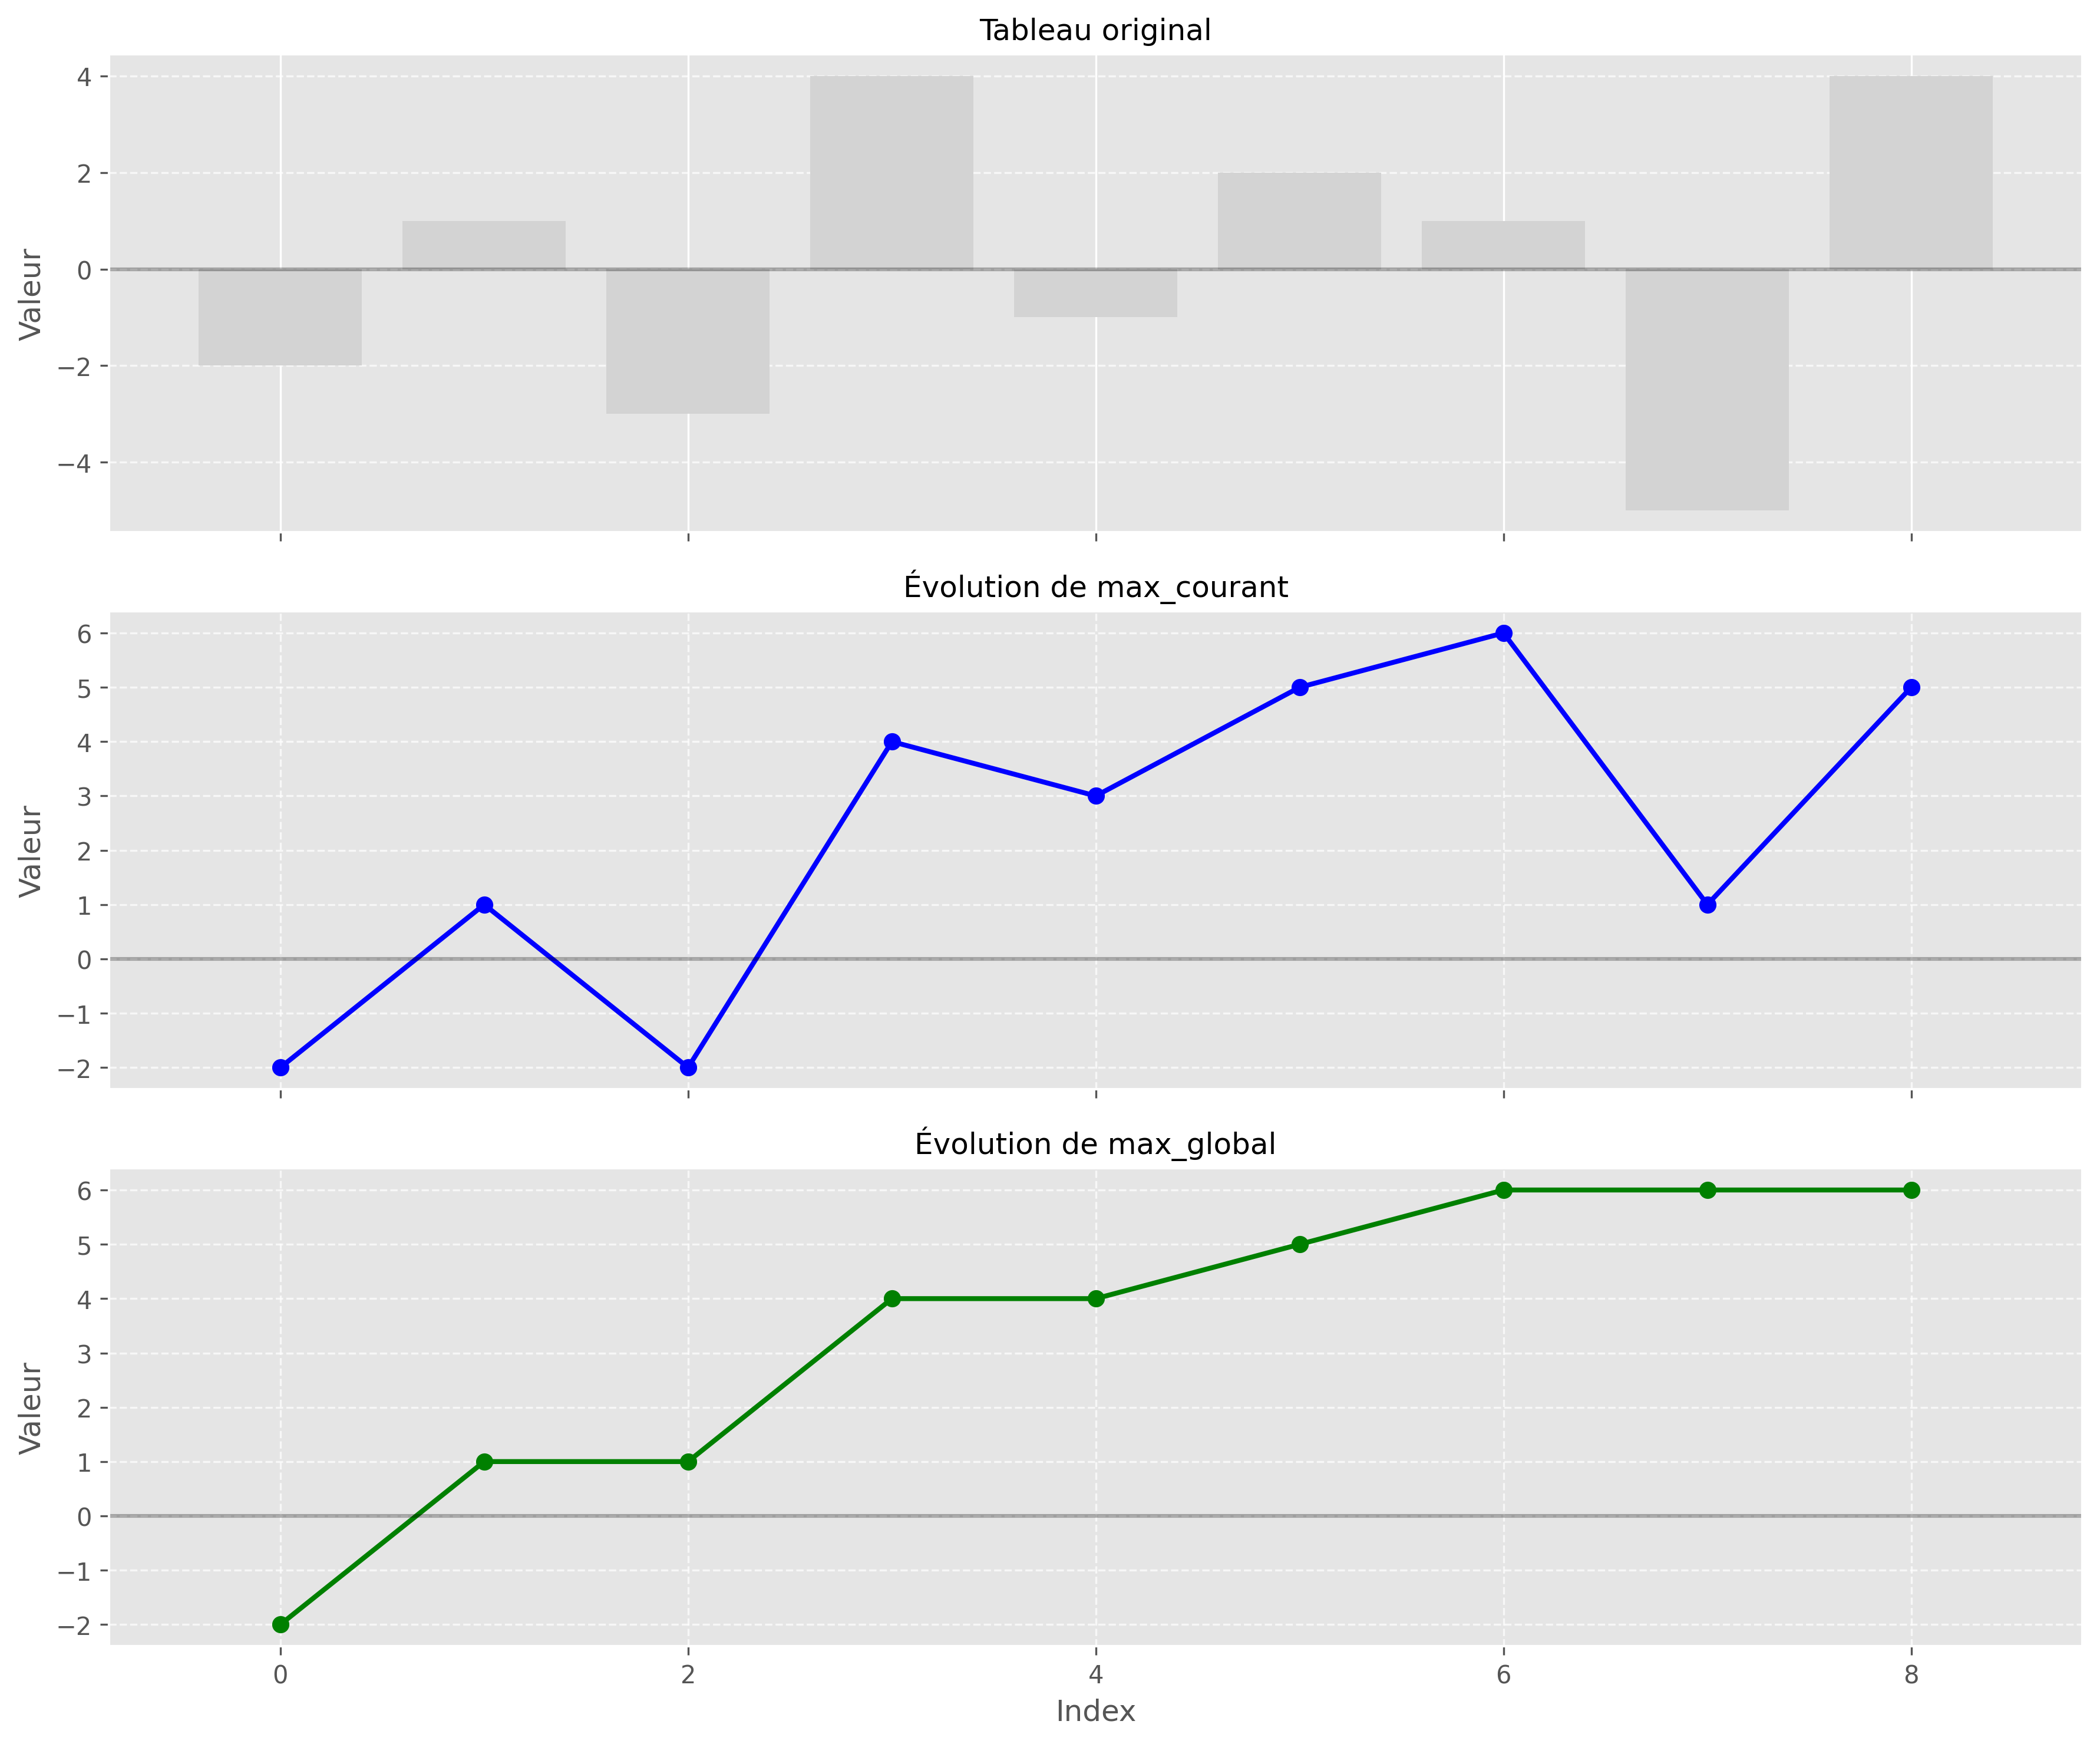 Tableau original
4
2
0
−2
−4
Valeur
Évolution de max_courant
6
5
4
3
2
1
0
−1
−2
Valeur
Évolution de max_global
6
5
4
3
2
1
0
−1
−2
Valeur
0 2 4 6 8
Index